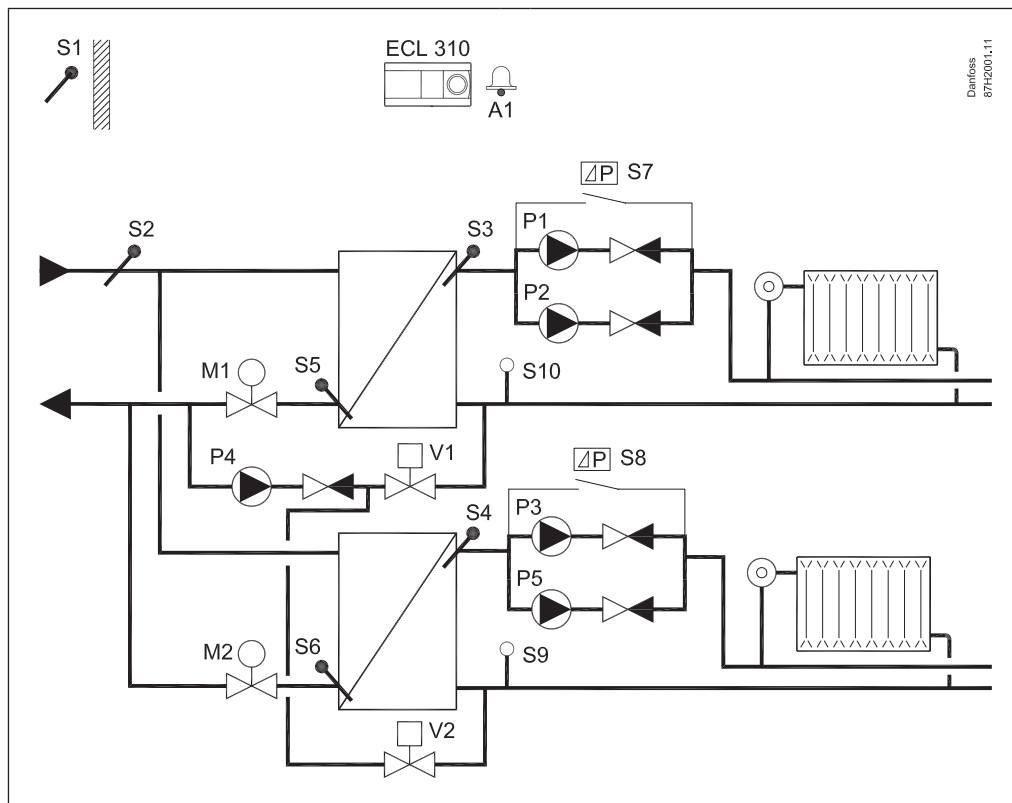 S1
ECL 310
A1
Danfoss
87H2001.11
⊿P S7
P1
S2
S3
P2
M1
S5
S10
P4
V1
⊿P S8
S4
P3
P5
M2
S6
S9
V2